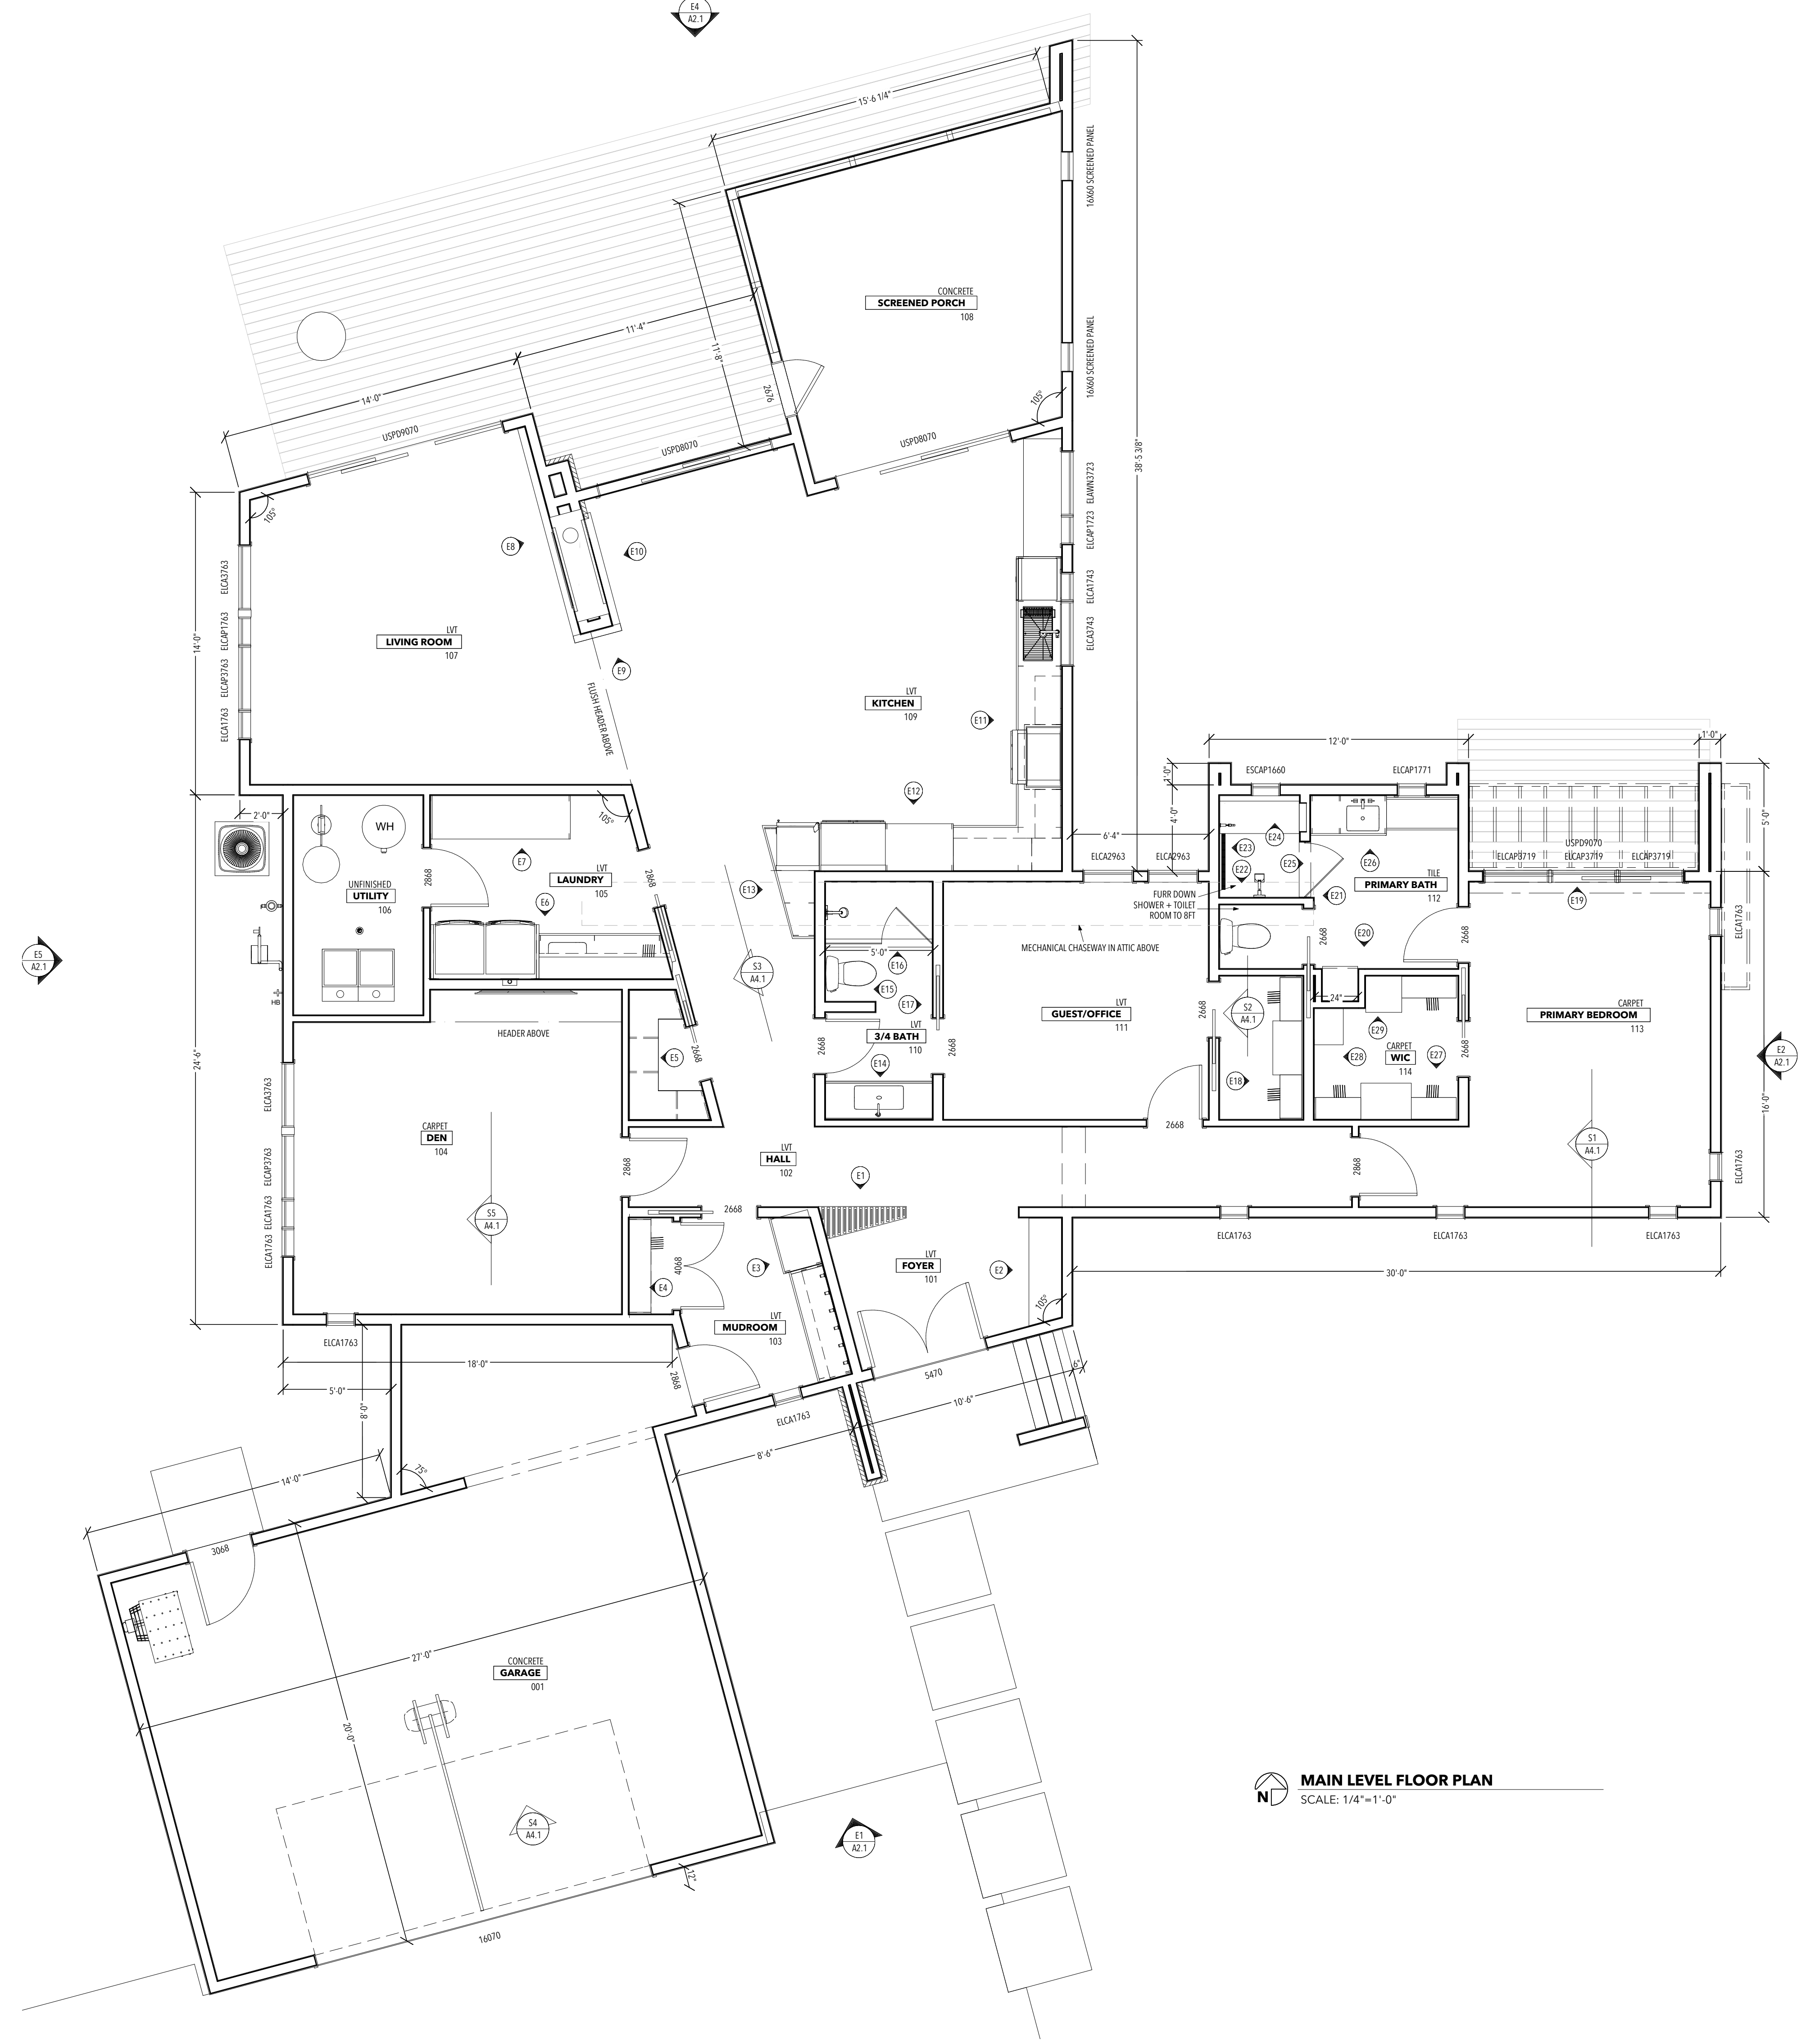 E4
A2.1
15'-6 1/4"
16X60 SCREENED PANEL
CONCRETE
SCREENED PORCH
108
16X60 SCREENED PANEL
11'-4"
11'-8"
14'-0"
2676
105°
38'-5 3/8"
USPD9070
USPD8070
USPD8070
105°
ELAWN3723
ELCAP1723
E8
E10
ELCA3763
ELCA1743
ELCAP1763
ELCA3743
14'-0"
LVT
LIVING ROOM
107
E9
ELCAP3763
FLUSH HEADER ABOVE
LVT
KITCHEN
109
E11
ELCA1763
12'-0"
1'-0"
E12
1'-0"
ESCAP1660
ELCAP1771
2'-0"
WH
105°
4'-0"
5'-0"
6'-4"
E24
E23
E22
E25
E26
USPD9070
ELCAP3719
ELCAP3719
ELCAP3719
E7
ELCA2963
ELCA2963
LVT
LAUNDRY
105
2868
2868
UNFINISHED
UTILITY
106
E13
FURR DOWN
SHOWER + TOILET
ROOM TO 8FT
E21
TILE
PRIMARY BATH
112
E19
E6
ELCA1763
E20
2668
2668
MECHANICAL CHASEWAY IN ATTIC ABOVE
5'-0"
E16
E5
A2.1
S3
A4.1
E15
E17
HB
24"
LVT
GUEST/OFFICE
111
2668
S2
A4.1
CARPET
PRIMARY BEDROOM
113
HEADER ABOVE
LVT
3/4 BATH
110
E29
E28
CARPET
WIC
114
E27
2668
E2
A2.1
E5
2668
2668
2668
E14
E18
24'-6"
ELCA3763
16'-0"
CARPET
DEN
104
2668
S1
A4.1
LVT
HALL
102
2868
E1
2868
ELCAP3763
ELCA1763
ELCA1763
S5
A4.1
2668
ELCA1763
ELCA1763
ELCA1763
ELCA1763
4068
E3
E4
LVT
FOYER
101
E2
30'-0"
105°
LVT
MUDROOM
103
ELCA1763
18'-0"
5'-0"
8'-0"
2868
5470
6"
10'-6"
ELCA1763
8'-6"
75°
14'-0"
3068
27'-0"
CONCRETE
GARAGE
001
20'-0"
S4
A4.1
E1
A2.1
12"
16070
N
MAIN LEVEL FLOOR PLAN
SCALE: 1/4"=1'-0"